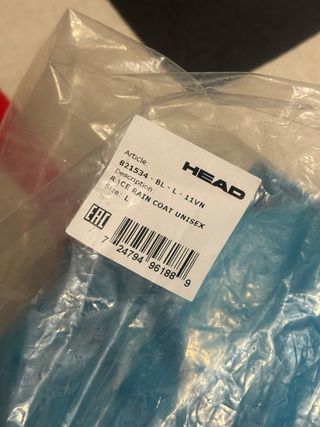 HEAD
Article:
821534 - BL - L - 11VN
Description:
RACE RAIN COAT UNISEX
Size: L
EAC
7 24794 96188 9